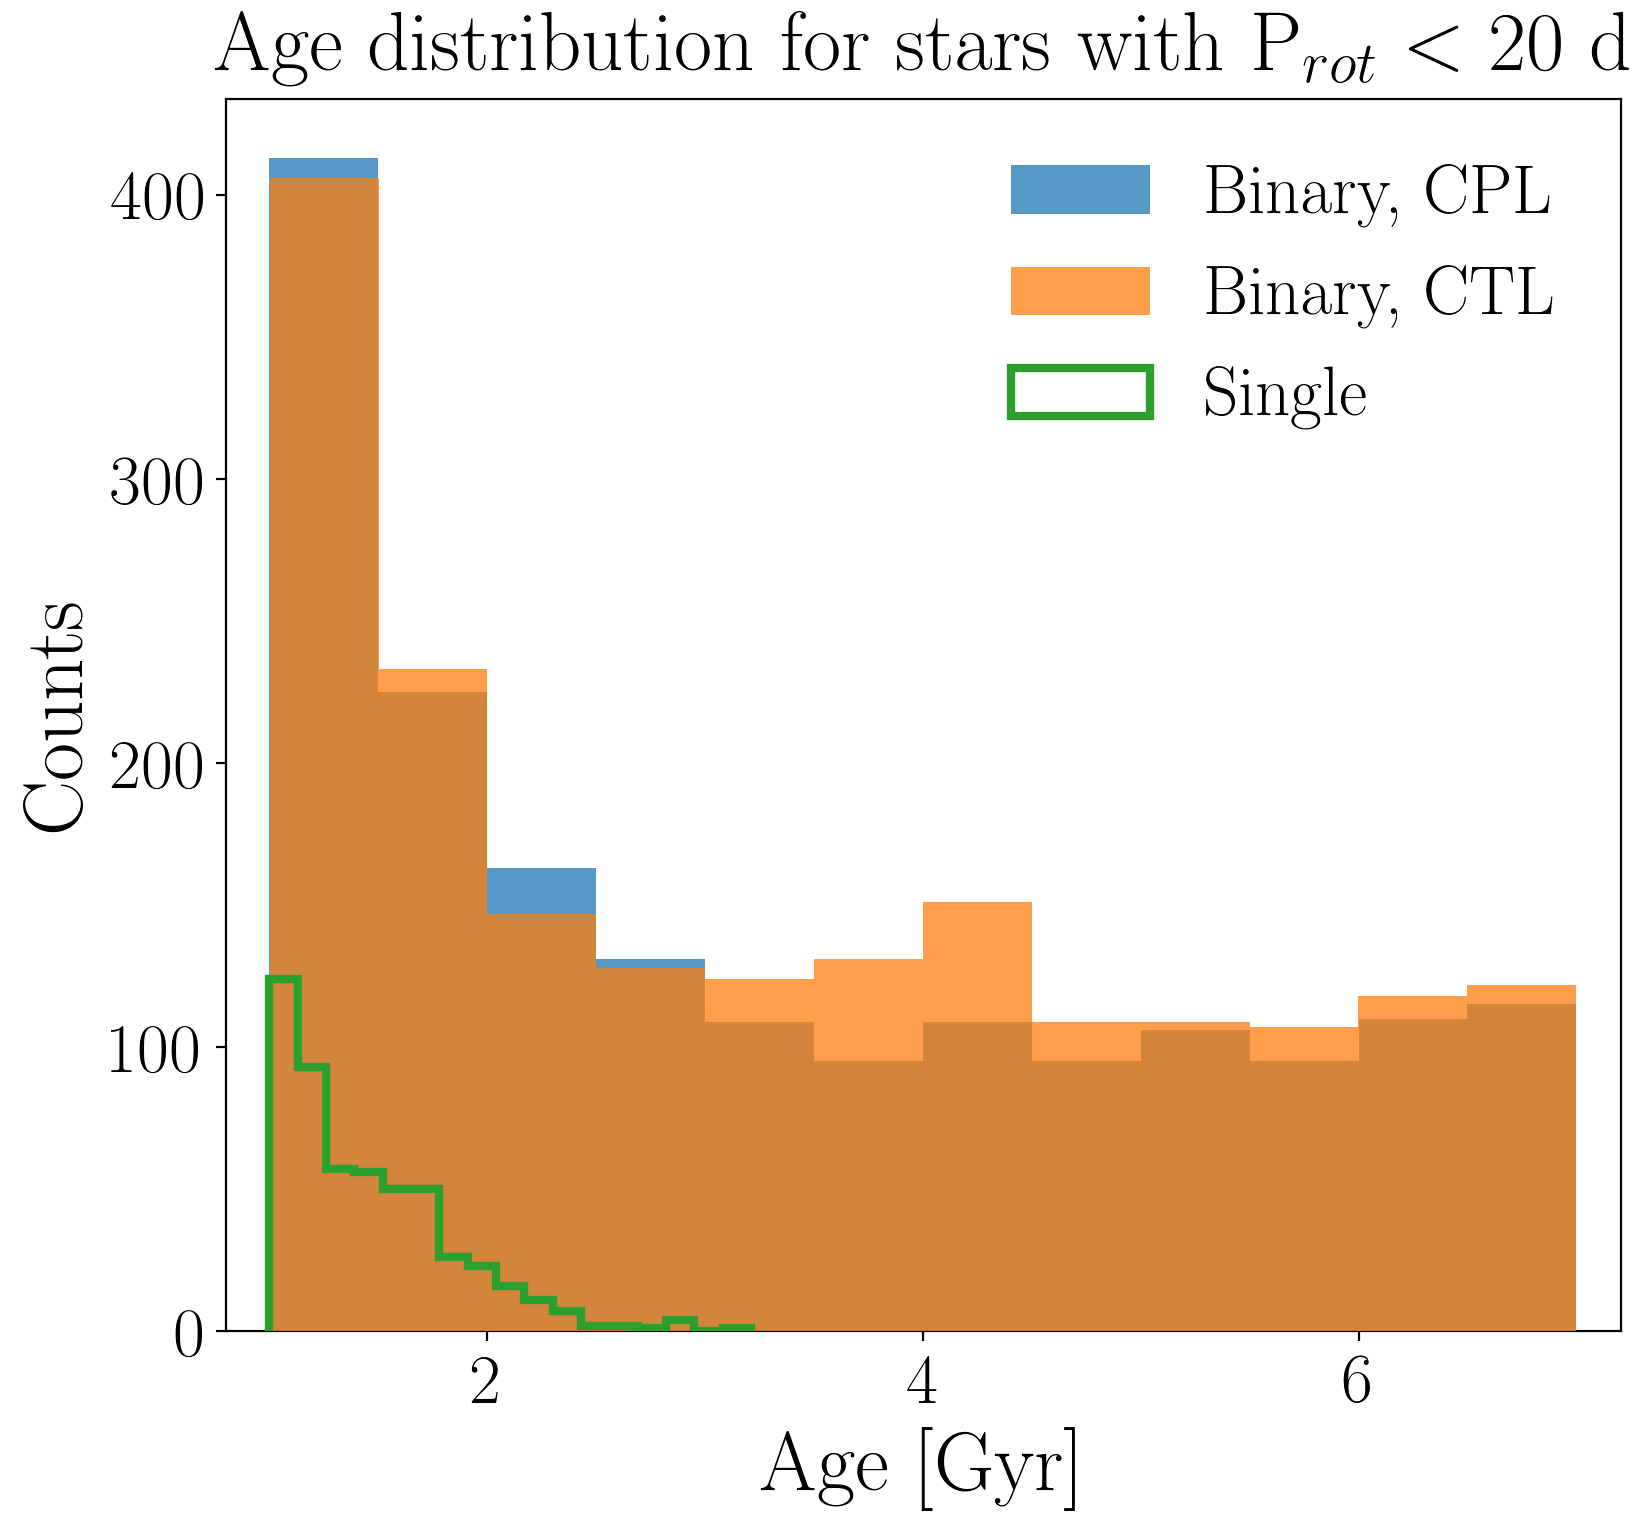 Age distribution for stars with P_rot < 20 d
Binary, CPL
Binary, CTL
Single
Counts
400
300
200
100
0
2 4 6
Age [Gyr]